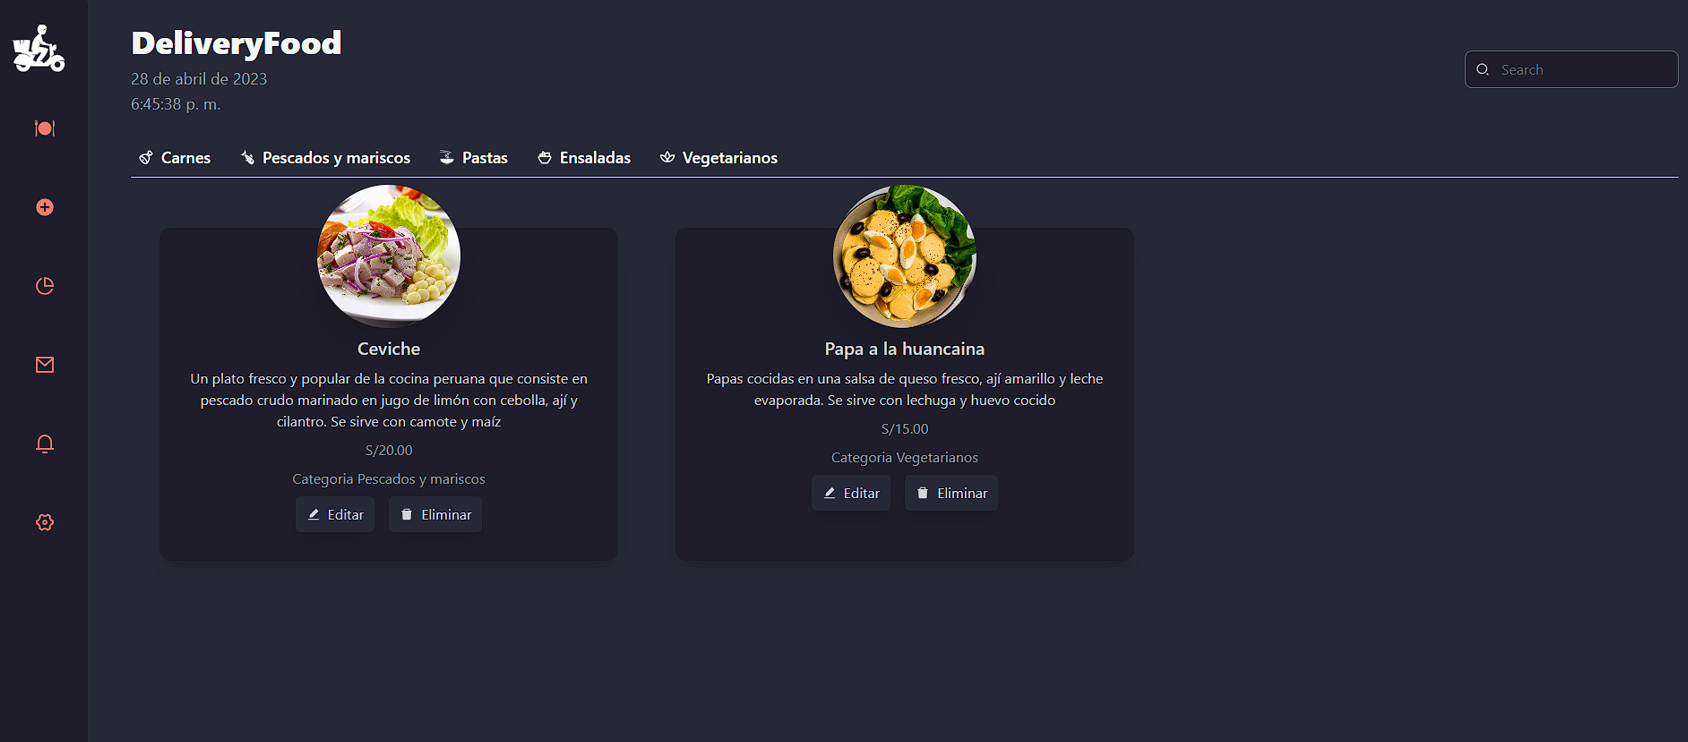 DeliveryFood
28 de abril de 2023
6:45:38 p. m.
Search
Carnes
Pescados y mariscos
Pastas
Ensaladas
Vegetarianos
Ceviche
Un plato fresco y popular de la cocina peruana que consiste en
pescado crudo marinado en jugo de limón con cebolla, ají y
cilantro. Se sirve con camote y maíz
S/20.00
Categoria Pescados y mariscos
Editar
Eliminar
Papa a la huancaina
Papas cocidas en una salsa de queso fresco, ají amarillo y leche
evaporada. Se sirve con lechuga y huevo cocido
S/15.00
Categoria Vegetarianos
Editar
Eliminar